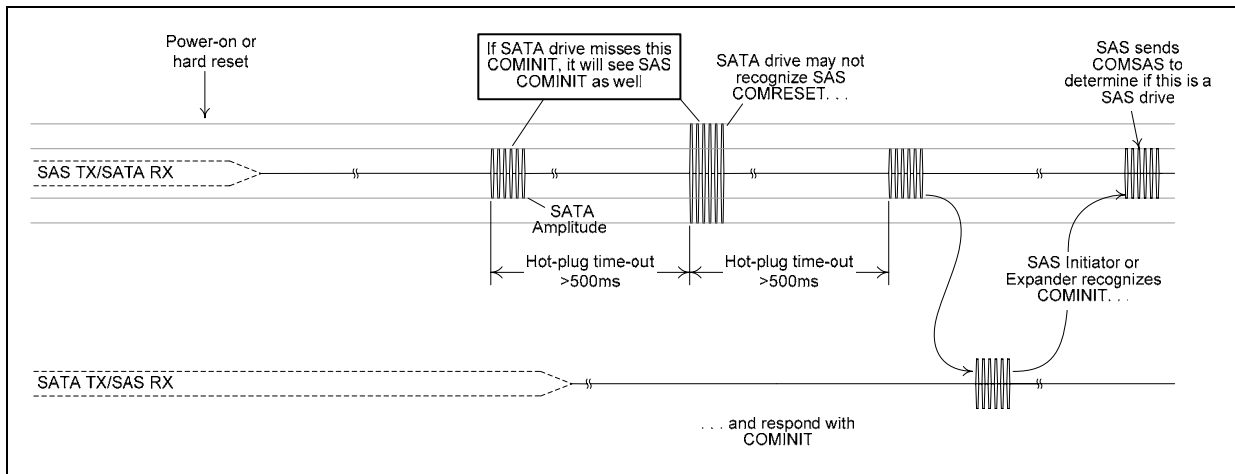 Power-on or
hard reset
If SATA drive misses this
COMINIT, it will see SAS
COMINIT as well
SATA drive may not
recognize SAS
COMRESET. . .
SAS sends
COMSAS to
determine if this is a
SAS drive
SAS TX/SATA RX
SATA
Amplitude
Hot-plug time-out
>500ms
Hot-plug time-out
>500ms
SAS Initiator or
Expander recognizes
COMINIT. . .
SATA TX/SAS RX
. . . and respond with
COMINIT